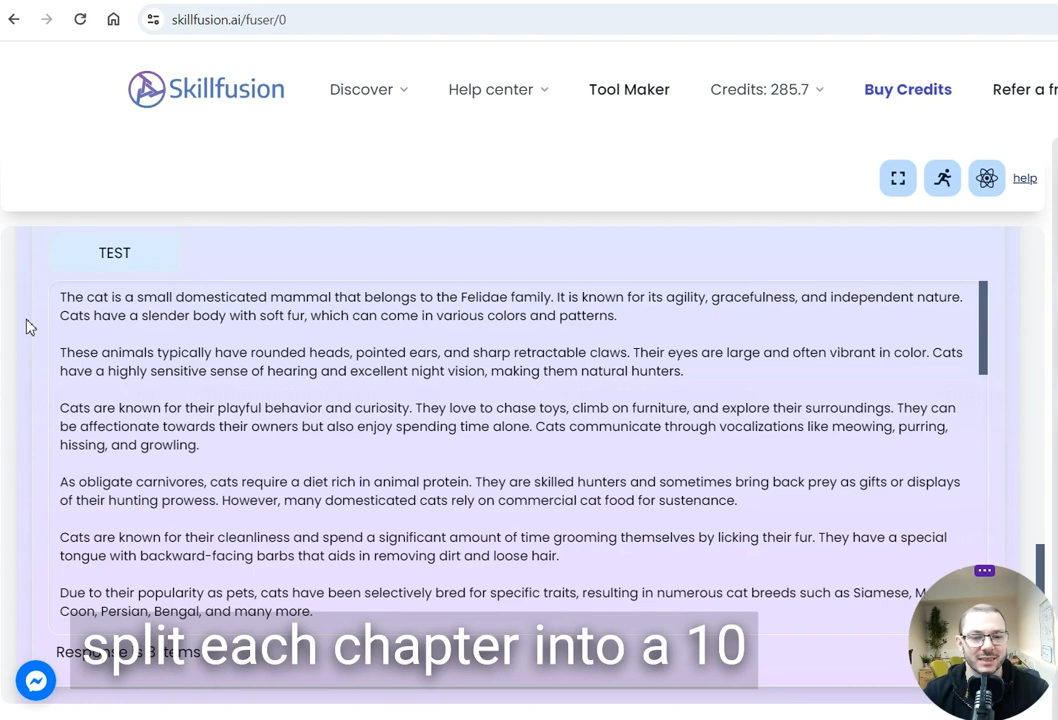 skillfusion.ai/fuser/0
Skillfusion
Discover
Help center
Tool Maker
Credits: 285.7
Buy Credits
Refer a fr
help
TEST
The cat is a small domesticated mammal that belongs to the Felidae family. It is known for its agility, gracefulness, and independent nature.
Cats have a slender body with soft fur, which can come in various colors and patterns.
These animals typically have rounded heads, pointed ears, and sharp retractable claws. Their eyes are large and often vibrant in color. Cats
have a highly sensitive sense of hearing and excellent night vision, making them natural hunters.
Cats are known for their playful behavior and curiosity. They love to chase toys, climb on furniture, and explore their surroundings. They can
be affectionate towards their owners but also enjoy spending time alone. Cats communicate through vocalizations like meowing, purring,
hissing, and growling.
As obligate carnivores, cats require a diet rich in animal protein. They are skilled hunters and sometimes bring back prey as gifts or displays
of their hunting prowess. However, many domesticated cats rely on commercial cat food for sustenance.
Cats are known for their cleanliness and spend a significant amount of time grooming themselves by licking their fur. They have a special
tongue with backward-facing barbs that aids in removing dirt and loose hair.
Due to their popularity as pets, cats have been selectively bred for specific traits, resulting in numerous cat breeds such as Siamese, M
Coon, Persian, Bengal, and many more.
split each chapter into a 10